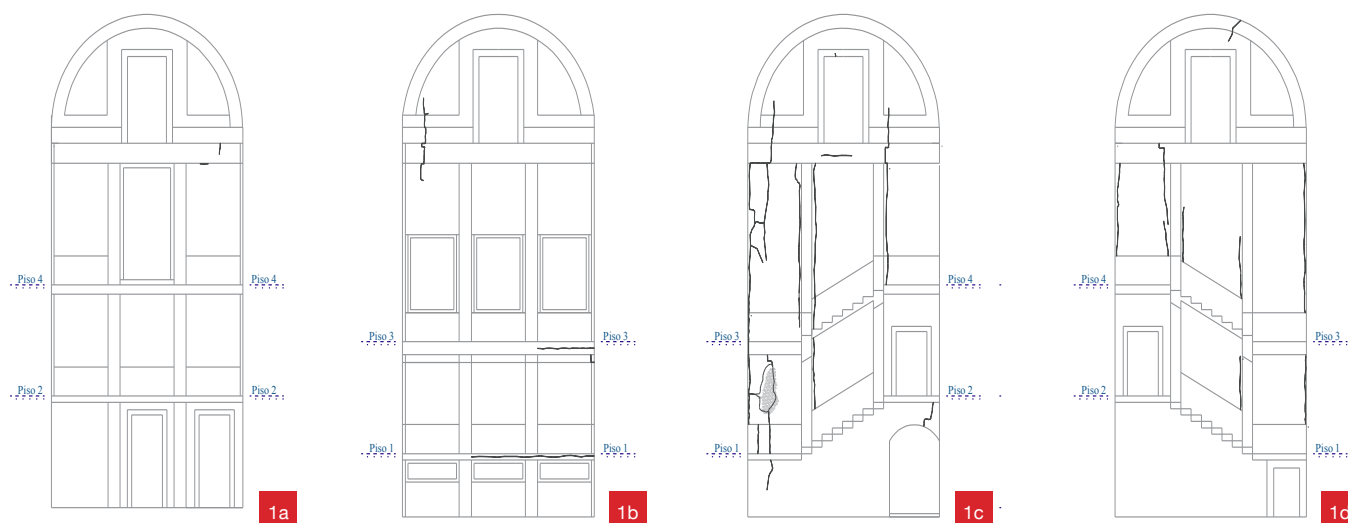 Piso 4 Piso 4
Piso 2 Piso 2
1a
Piso 3 Piso 3
Piso 1 Piso 1
1b
Piso 4
Piso 3
Piso 2
Piso 1
1c
Piso 4
Piso 3
Piso 2
Piso 1
1d